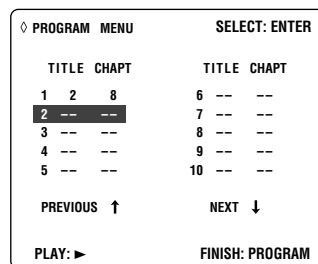 ◊ PROGRAM MENU SELECT: ENTER
TITLE CHAPT TITLE CHAPT
1 2 8 6 -- --
2 -- -- 7 -- --
3 -- -- 8 -- --
4 -- -- 9 -- --
5 -- -- 10 -- --
PREVIOUS ↑ NEXT ↓
PLAY: ► FINISH: PROGRAM